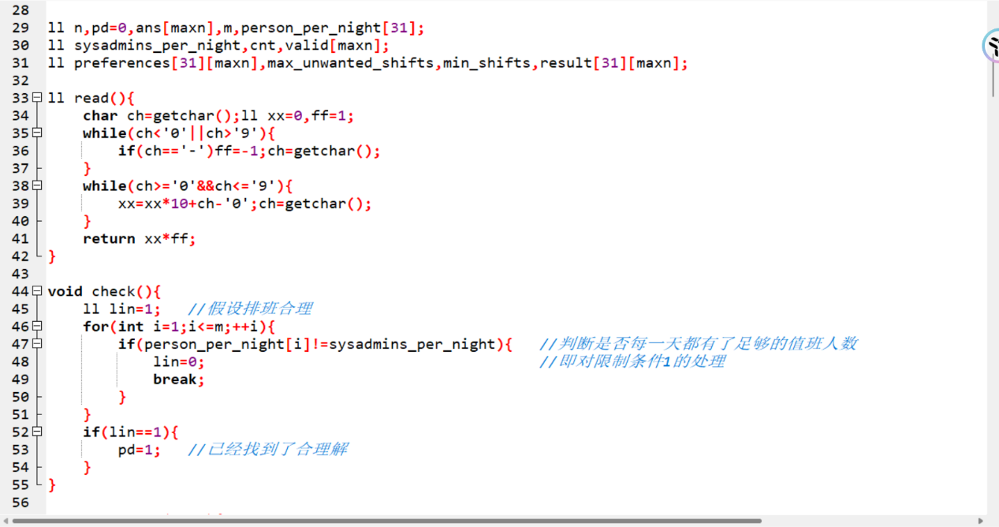 28
29 ll n,pd=0,ans[maxn],m,person_per_night[31];
30 ll sysadmins_per_night,cnt,valid[maxn];
31 ll preferences[31][maxn],max_unwanted_shifts,min_shifts,result[31][maxn];
32
33 ll read(){
34     char ch=getchar();ll xx=0,ff=1;
35     while(ch<'0'||ch>'9'){
36         if(ch=='-')ff=-1;ch=getchar();
37     }
38     while(ch>='0'&&ch<='9'){
39         xx=xx*10+ch-'0';ch=getchar();
40     }
41     return xx*ff;
42 }
43
44 void check(){
45     ll lin=1;   //假设排班合理
46     for(int i=1;i<=m;++i){
47         if(person_per_night[i]!=sysadmins_per_night){   //判断是否每一天都有了足够的值班人数
48             lin=0;   //即对限制条件1的处理
49             break;
50         }
51     }
52     if(lin==1){
53         pd=1;   //已经找到了合理解
54     }
55 }
56